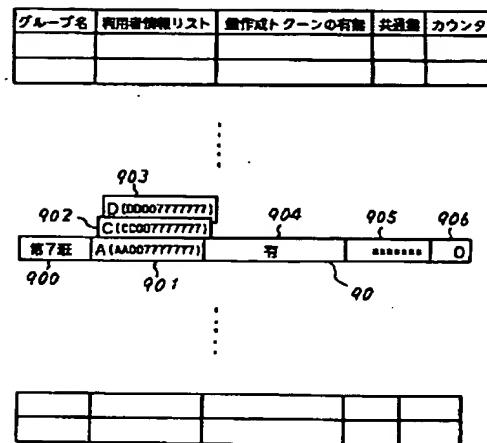 グループ名 利用者情報リスト 鍵作成トクーンの有無 共通鍵 カウンタ
903
D(DD007777777)
902 C(CC007777777) 904 905 906
第7班 A(AA007777777) 有 aaaaaaa 0
900 901 90